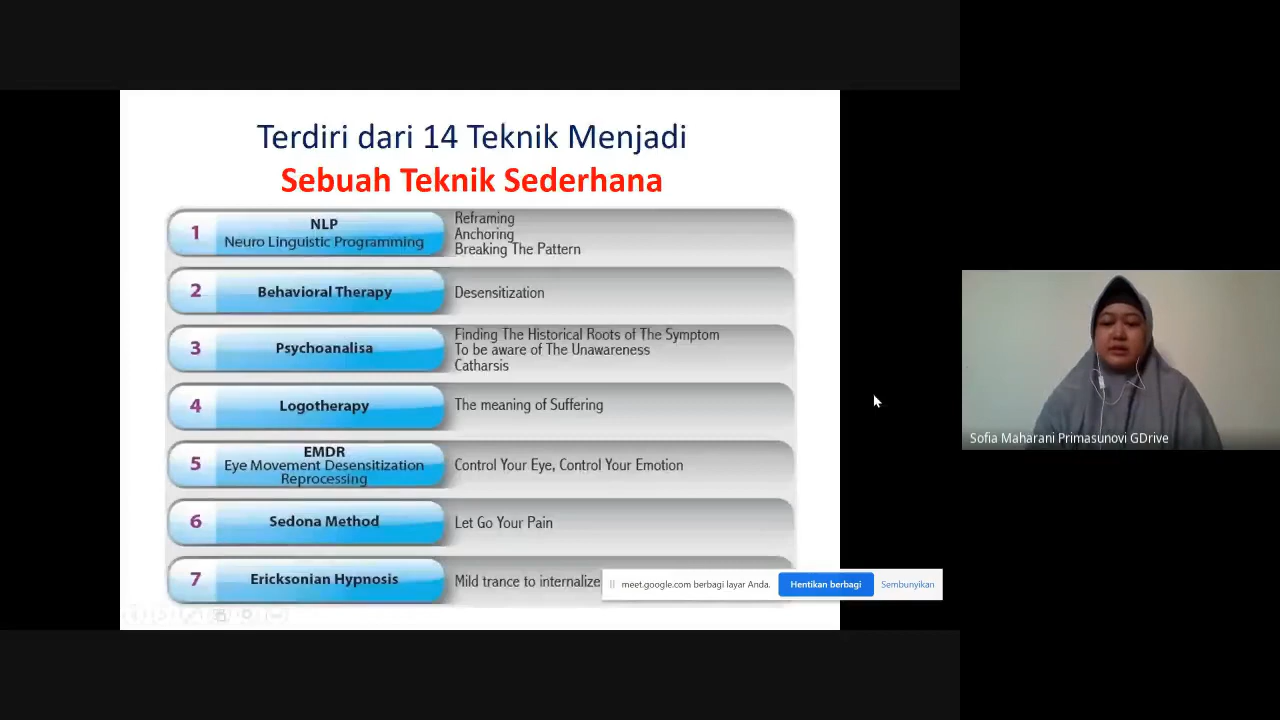 Terdiri dari 14 Teknik Menjadi
Sebuah Teknik Sederhana
1
NLP
Neuro Linguistic Programming
Reframing
Anchoring
Breaking The Pattern
2
Behavioral Therapy
Desensitization
3
Psychoanalisa
Finding The Historical Roots of The Symptom
To be aware of The Unawareness
Catharsis
4
Logotherapy
The meaning of Suffering
5
EMDR
Eye Movement Desensitization
Reprocessing
Control Your Eye, Control Your Emotion
6
Sedona Method
Let Go Your Pain
7
Ericksonian Hypnosis
Mild trance to internalize
meet.google.com berbagi layar Anda.
Hentikan berbagi
Sembunyikan
Sofia Maharani Primasunovi GDrive